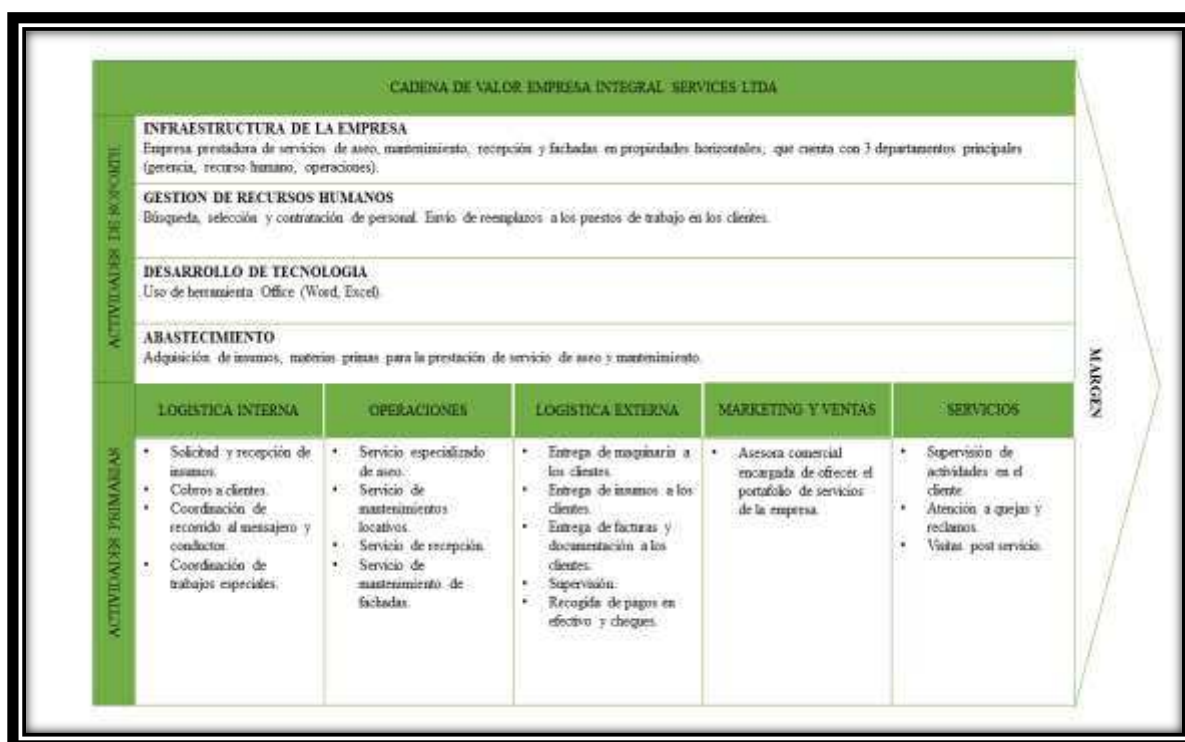 CADENA DE VALOR EMPRESA INTEGRAL SERVICES LTDA
ACTIVIDADES DE SOPORTE
INFRAESTRUCTURA DE LA EMPRESA
Empresa prestadora de servicios de aseo, mantenimiento, recepción y fachadas en propiedades horizontales, que cuenta con 3 departamentos principales
(gerencia, recurso humano, operaciones).
GESTION DE RECURSOS HUMANOS
Búsqueda, selección y contratación de personal. Envío de reemplazos a los puestos de trabajo en los clientes.
DESARROLLO DE TECNOLOGIA
Uso de herramienta Office (Word, Excel).
ABASTECIMIENTO
Adquisición de insumos, materias primas para la prestación de servicio de aseo y mantenimiento.
MARGEN
ACTIVIDADES PRIMARIAS
LOGISTICA INTERNA
• Solicitud y recepción de
insumos.
• Cobros a clientes.
• Coordinación de
recorrido al mensajero y
conductor.
• Coordinación de
trabajos especiales.
OPERACIONES
• Servicio especializado
de aseo.
• Servicio de
mantenimientos
locativos.
• Servicio de recepción.
• Servicio de
mantenimiento de
fachadas.
LOGISTICA EXTERNA
• Entrega de maquinaria a
los clientes.
• Entrega de insumos a los
clientes.
• Entrega de facturas y
documentación a los
clientes.
• Supervisión.
• Recogida de pagos en
efectivo y cheques.
MARKETING Y VENTAS
• Asesora comercial
encargada de ofrecer el
portafolio de servicios
de la empresa.
SERVICIOS
• Supervisión de
actividades en el
cliente.
• Atención a quejas y
reclamos.
• Visitas post servicio.